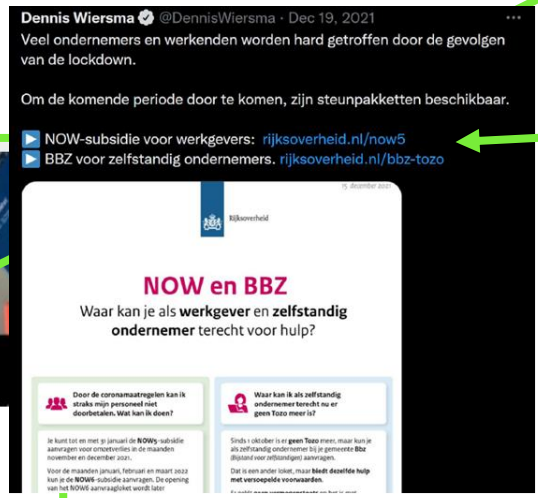 Dennis Wiersma @DennisWiersma · Dec 19, 2021
Veel ondernemers en werkenden worden hard getroffen door de gevolgen
van de lockdown.
Om de komende periode door te komen, zijn steunpakketten beschikbaar.
NOW-subsidie voor werkgevers: rijksoverheid.nl/now5
BBZ voor zelfstandig ondernemers. rijksoverheid.nl/bbz-tozo
15 december 2021
Rijksoverheid
NOW en BBZ
Waar kan je als werkgever en zelfstandig
ondernemer terecht voor hulp?
Door de coronamaatregelen kan ik
straks mijn personeel niet
doorbetalen. Wat kan ik doen?
Je kunt tot en met 31 januari de NOW5-subsidie
aanvragen voor omzetverlies in de maanden
november en december 2021.
Voor de maanden januari, februari en maart 2022
kun je de NOW6-subsidie aanvragen. De opening
van het NOW6 aanvraagloket wordt later
Waar kan ik als zelfstandig
ondernemer terecht nu er
geen Tozo meer is?
Sinds 1 oktober is er geen Tozo meer, maar kun je
als zelfstandig ondernemer bij je gemeente Bbz
(Bijstand voor zelfstandigen) aanvragen.
Dat is een ander loket, maar biedt dezelfde hulp
met versoepelde voorwaarden.